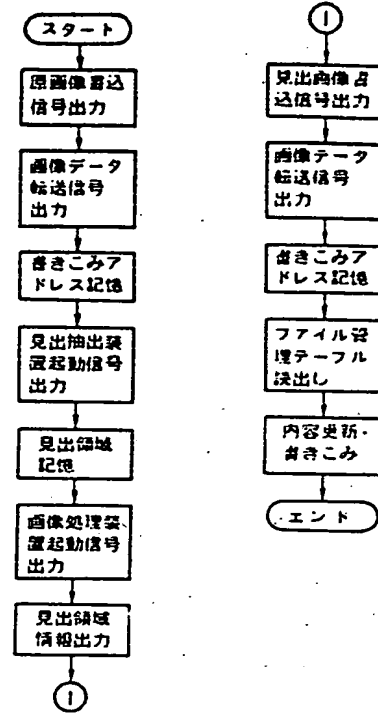 スタート
原画像書込
信号出力
画像データ
転送信号
出力
書きこみア
ドレス記憶
見出抽出装
置起動信号
出力
見出領域
記憶
画像処理装
置起動信号
出力
見出領域
情報出力
1
1
見出画像書
込信号出力
画像データ
転送信号
出力
書きこみア
ドレス記憶
ファイル管
理テーブル
読出し
内容更新・
書きこみ
エンド